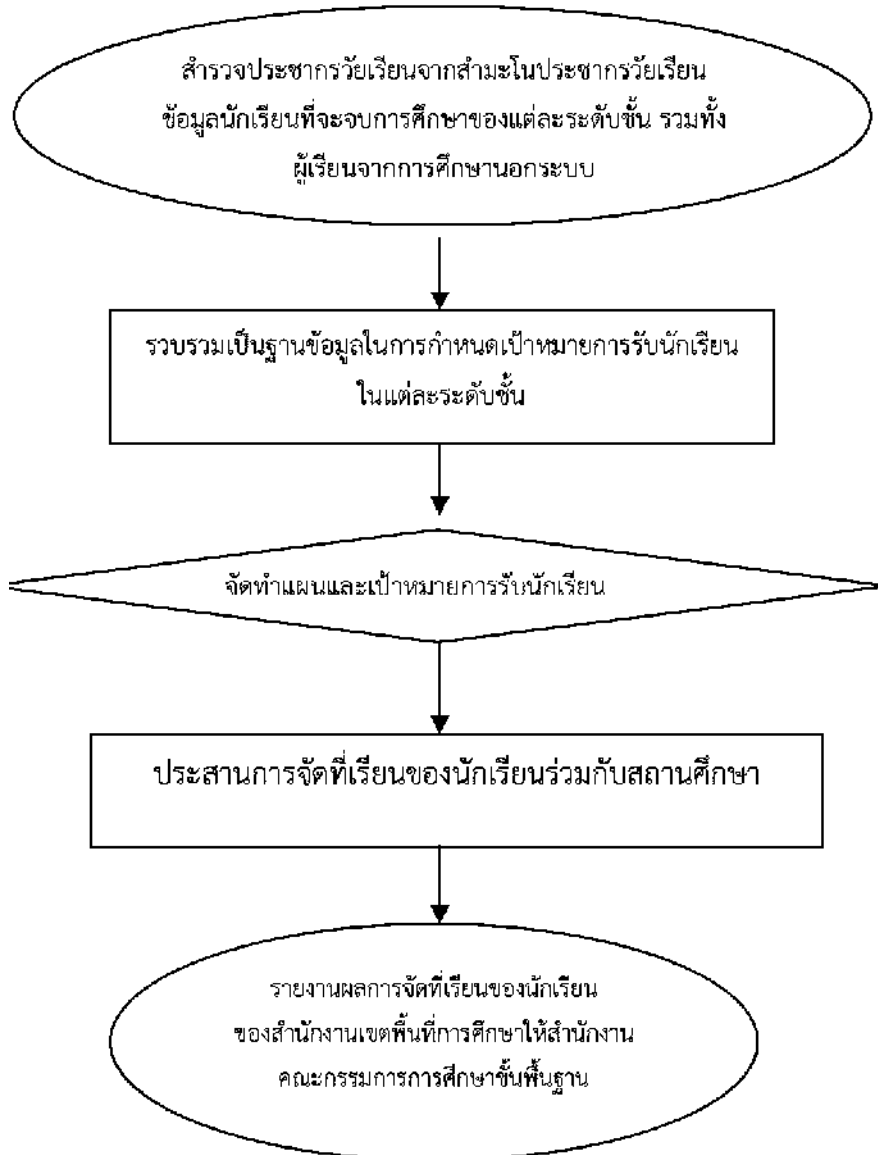 สำรวจประชากรวัยเรียนจากสำมะโนประชากรวัยเรียน
ข้อมูลนักเรียนที่จะจบการศึกษาของแต่ละระดับชั้น รวมทั้ง
ผู้เรียนจากการศึกษานอกระบบ
รวบรวมเป็นฐานข้อมูลในการกำหนดเป้าหมายการรับนักเรียน
ในแต่ละระดับชั้น
จัดทำแผนและเป้าหมายการรับนักเรียน
ประสานการจัดที่เรียนของนักเรียนร่วมกับสถานศึกษา
รายงานผลการจัดที่เรียนของนักเรียน
ของสำนักงานเขตพื้นที่การศึกษาให้สำนักงาน
คณะกรรมการการศึกษาขั้นพื้นฐาน